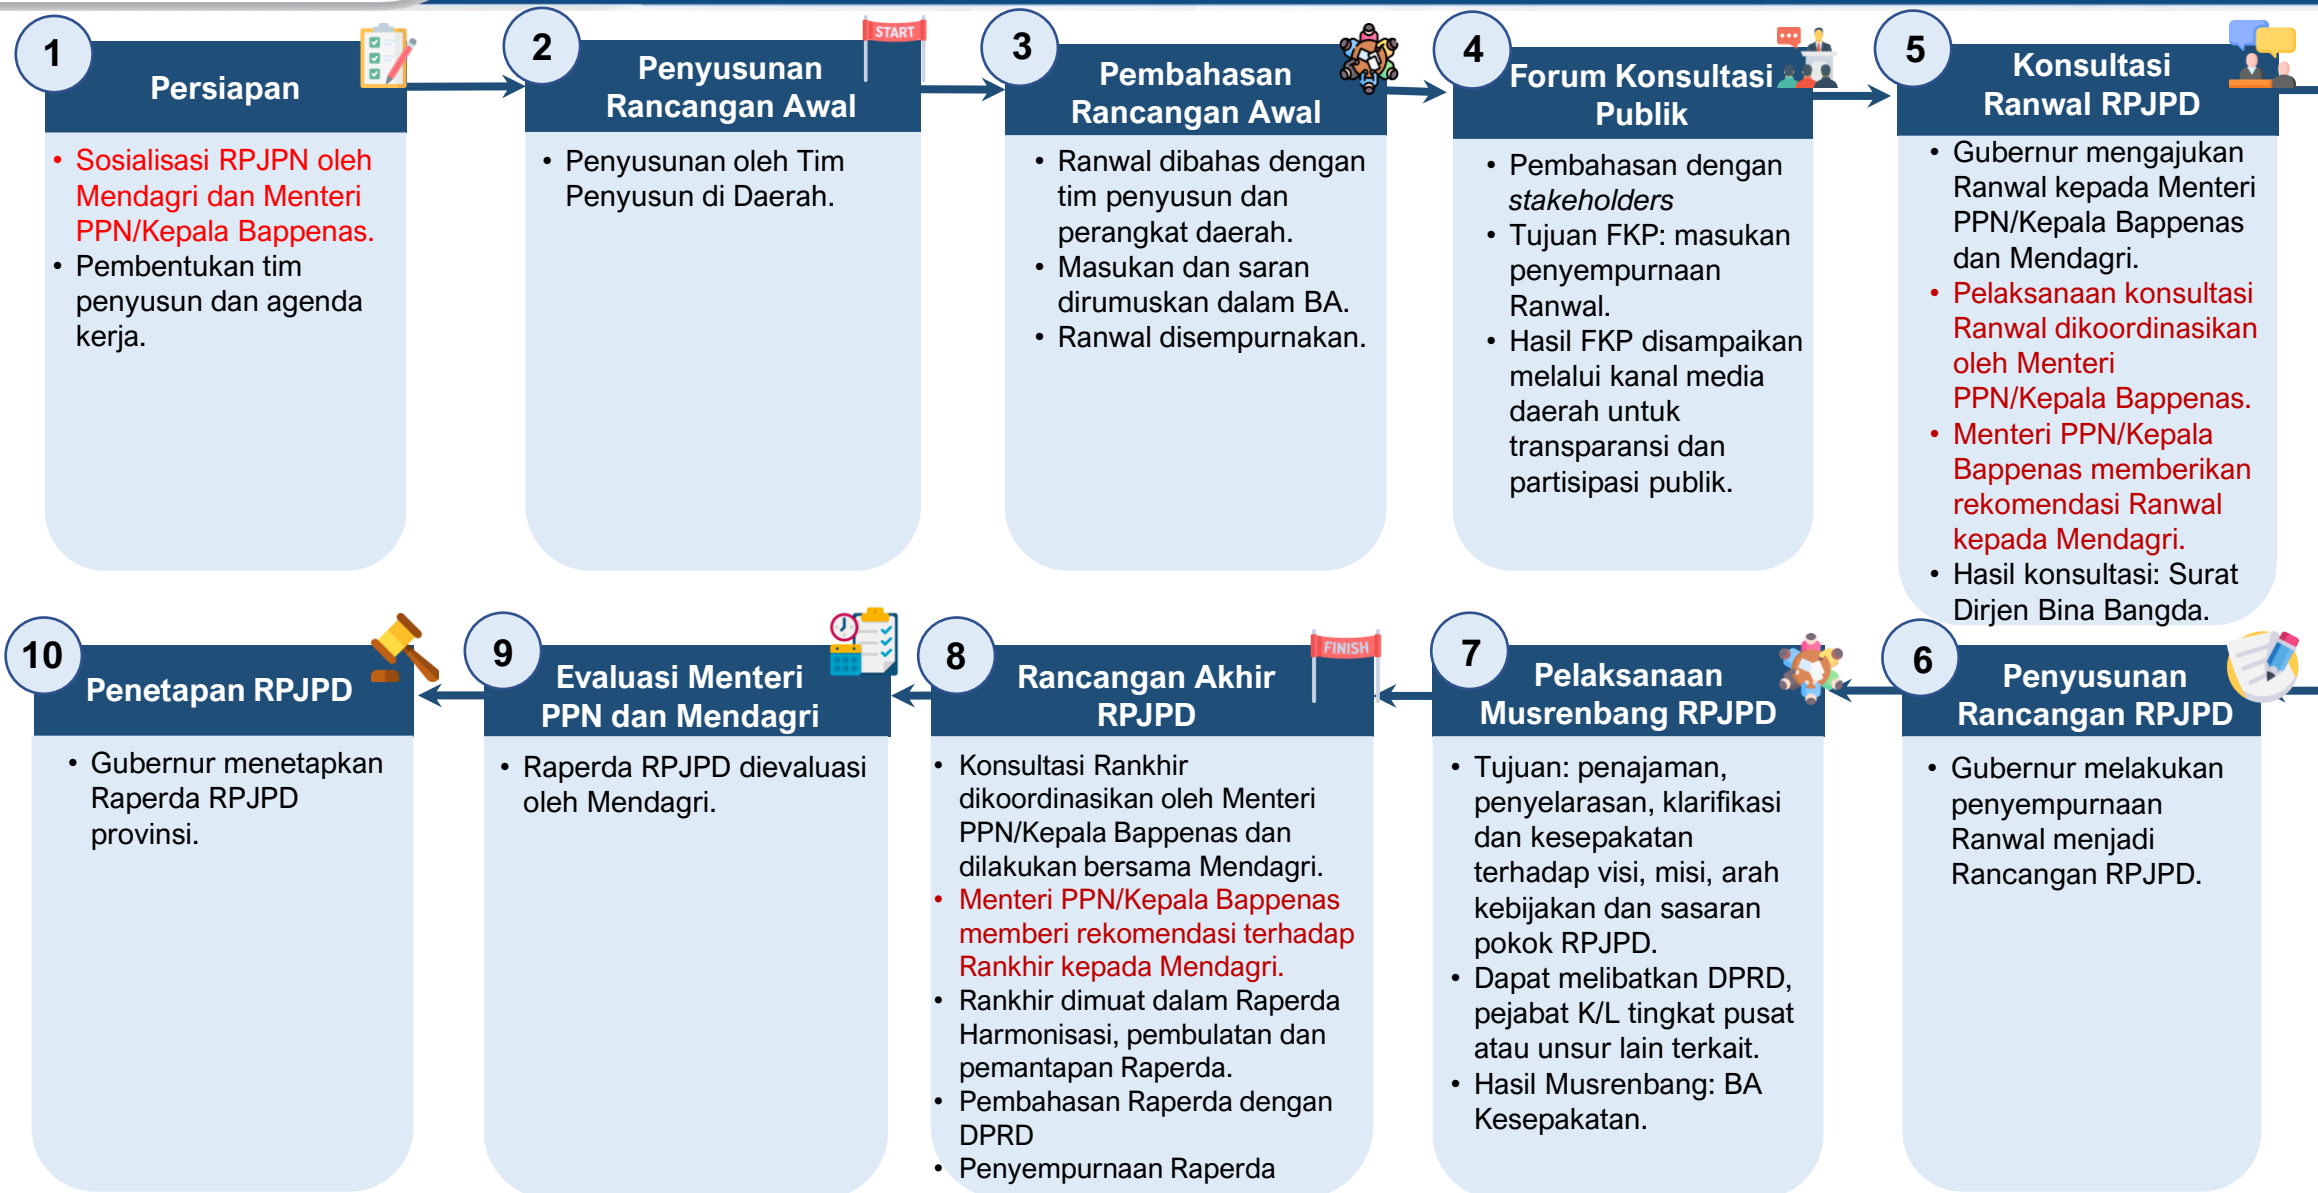 1
Persiapan
• Sosialisasi RPJPN oleh
Mendagri dan Menteri
PPN/Kepala Bappenas.
• Pembentukan tim
penyusun dan agenda
kerja.
2
START
Penyusunan
Rancangan Awal
• Penyusunan oleh Tim
Penyusun di Daerah.
3
Pembahasan
Rancangan Awal
• Ranwal dibahas dengan
tim penyusun dan
perangkat daerah.
• Masukan dan saran
dirumuskan dalam BA.
• Ranwal disempurnakan.
4
Forum Konsultasi
Publik
• Pembahasan dengan
stakeholders
• Tujuan FKP: masukan
penyempurnaan
Ranwal.
• Hasil FKP disampaikan
melalui kanal media
daerah untuk
transparansi dan
partisipasi publik.
5
Konsultasi
Ranwal RPJPD
• Gubernur mengajukan
Ranwal kepada Menteri
PPN/Kepala Bappenas
dan Mendagri.
• Pelaksanaan konsultasi
Ranwal dikoordinasikan
oleh Menteri
PPN/Kepala Bappenas.
• Menteri PPN/Kepala
Bappenas memberikan
rekomendasi Ranwal
kepada Mendagri.
• Hasil konsultasi: Surat
Dirjen Bina Bangda.
6
Penyusunan
Rancangan RPJPD
• Gubernur melakukan
penyempurnaan
Ranwal menjadi
Rancangan RPJPD.
7
Pelaksanaan
Musrenbang RPJPD
• Tujuan: penajaman,
penyelarasan, klarifikasi
dan kesepakatan
terhadap visi, misi, arah
kebijakan dan sasaran
pokok RPJPD.
• Dapat melibatkan DPRD,
pejabat K/L tingkat pusat
atau unsur lain terkait.
• Hasil Musrenbang: BA
Kesepakatan.
8
FINISH
Rancangan Akhir
RPJPD
• Konsultasi Rankhir
dikoordinasikan oleh Menteri
PPN/Kepala Bappenas dan
dilakukan bersama Mendagri.
• Menteri PPN/Kepala Bappenas
memberi rekomendasi terhadap
Rankhir kepada Mendagri.
• Rankhir dimuat dalam Raperda
Harmonisasi, pembulatan dan
pemantapan Raperda.
• Pembahasan Raperda dengan
DPRD
• Penyempurnaan Raperda
9
Evaluasi Menteri
PPN dan Mendagri
• Raperda RPJPD dievaluasi
oleh Mendagri.
10
Penetapan RPJPD
• Gubernur menetapkan
Raperda RPJPD
provinsi.